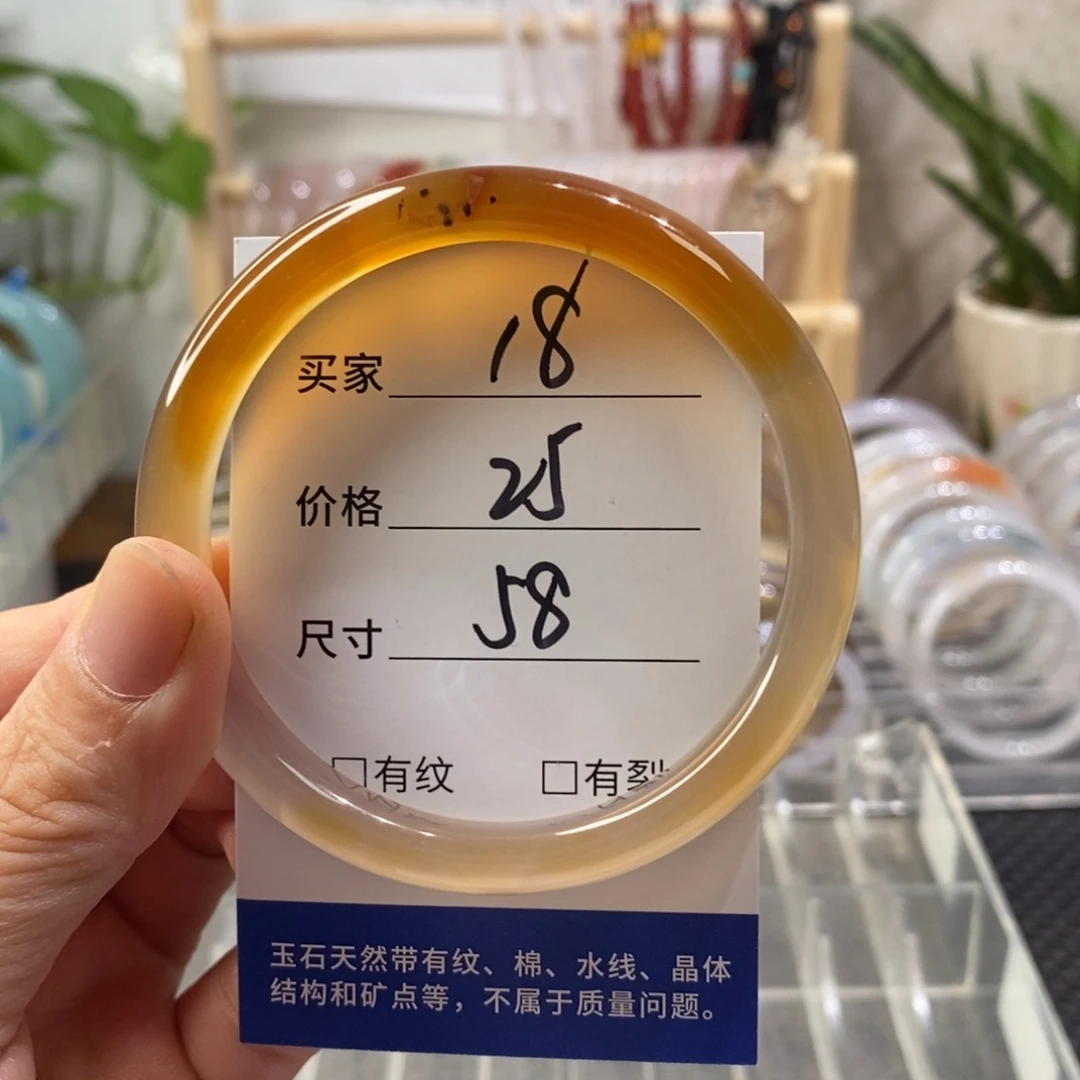 买家 18
价格 25
尺寸 58
□有纹 □有裂
玉石天然带有纹、棉、水线、晶体
结构和矿点等，不属于质量问题。